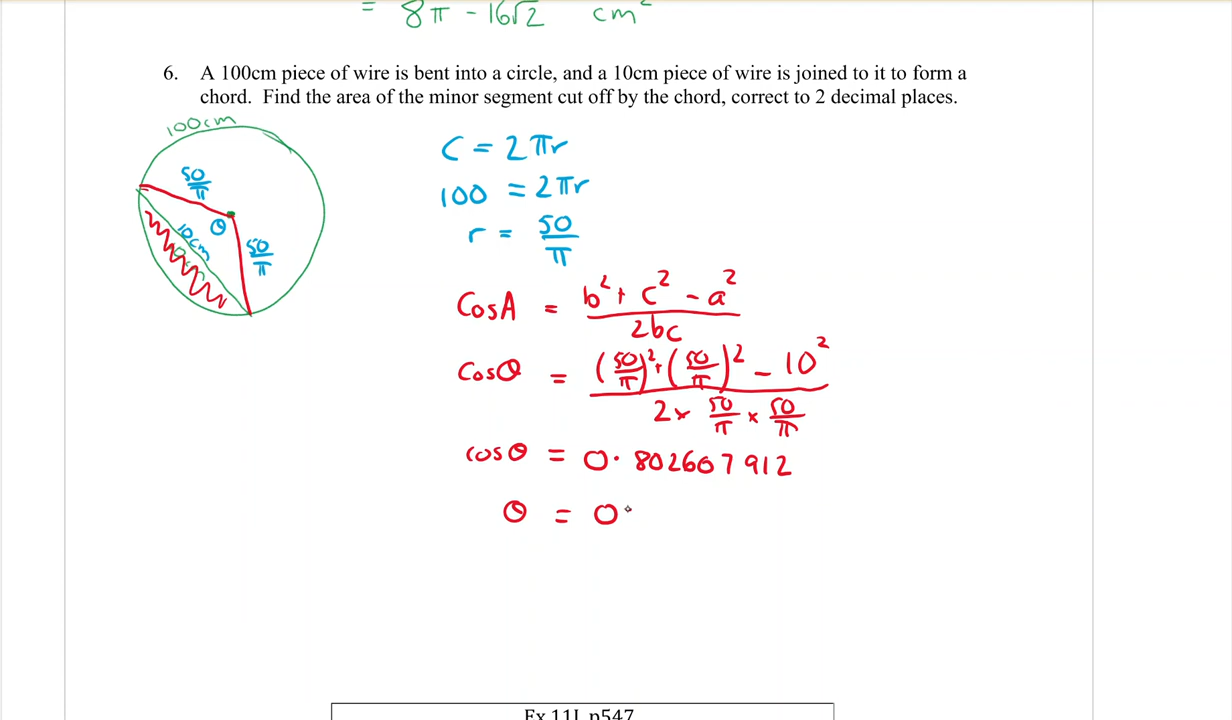 = 8π - 16√2 cm²
6. A 100cm piece of wire is bent into a circle, and a 10cm piece of wire is joined to it to form a
chord. Find the area of the minor segment cut off by the chord, correct to 2 decimal places.
100cm
50/π
θ
10cm
50/π
C = 2πr
100 = 2πr
r = 50/π
CosA = (b² + c² - a²)/2bc
Cosθ = ((50/π)² + (50/π)² - 10²)/(2 × 50/π × 50/π)
cosθ = 0.802607912
θ = 0.
Ex 11J p547